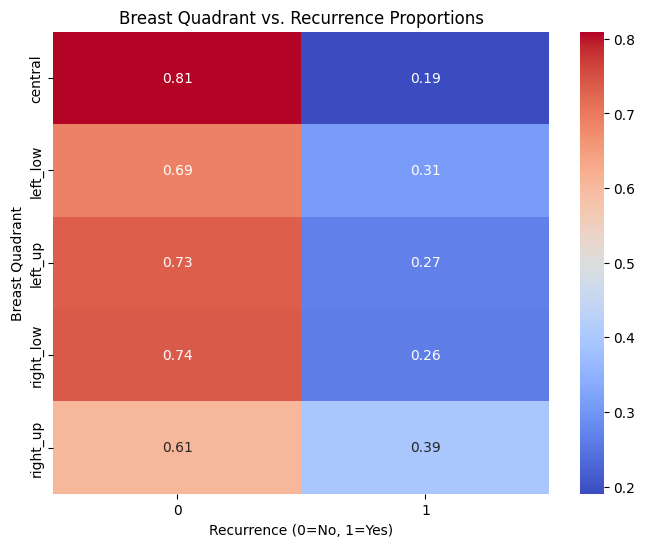 Breast Quadrant vs. Recurrence Proportions
Breast Quadrant
central
0.81 0.19
left_low
0.69 0.31
left_up
0.73 0.27
right_low
0.74 0.26
right_up
0.61 0.39
0 1
Recurrence (0=No, 1=Yes)
0.8
0.7
0.6
0.5
0.4
0.3
0.2